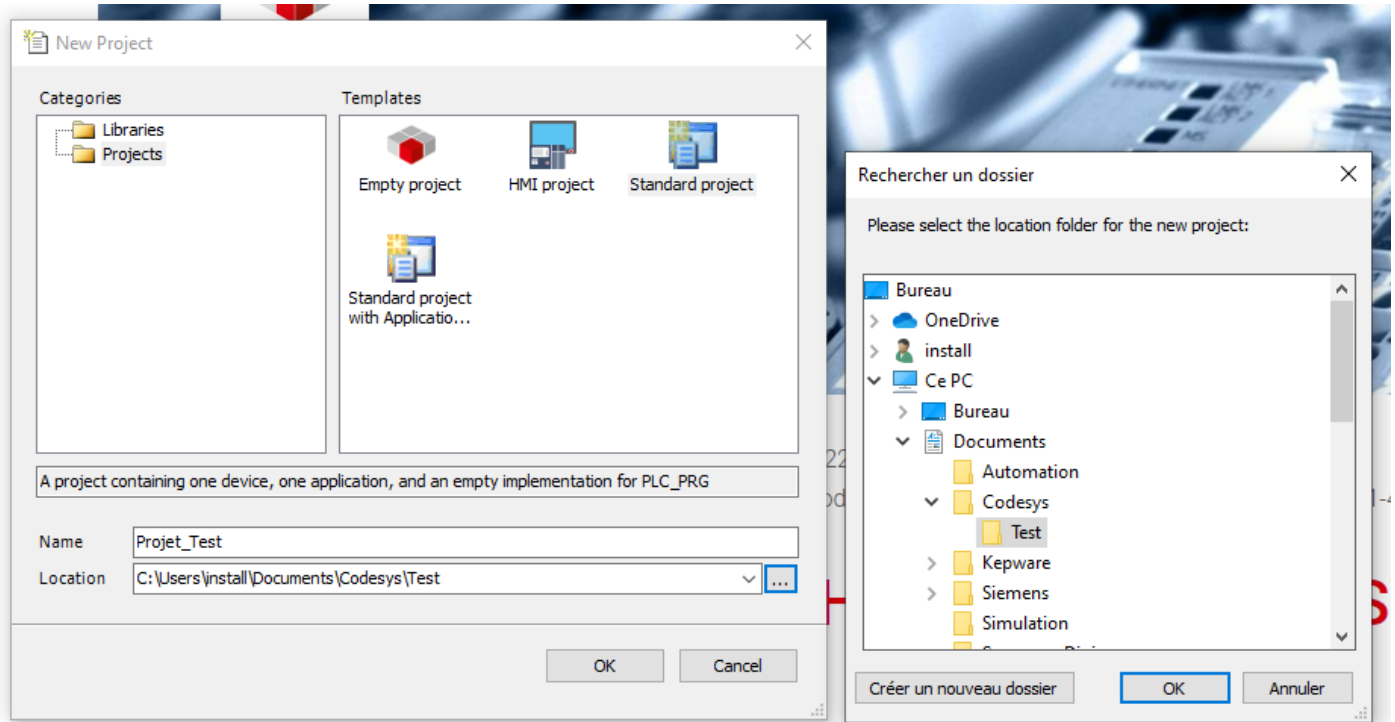 New Project
Categories
Templates
Libraries
Projects
Empty project
HMI project
Standard project
Standard project
with Applicatio...
A project containing one device, one application, and an empty implementation for PLC_PRG
Name
Projet_Test
Location
C:\Users\install\Documents\Codesys\Test
...
OK
Cancel
Rechercher un dossier
Please select the location folder for the new project:
Bureau
OneDrive
install
Ce PC
Bureau
Documents
Automation
Codesys
Test
Kepware
Siemens
Simulation
Créer un nouveau dossier
OK
Annuler